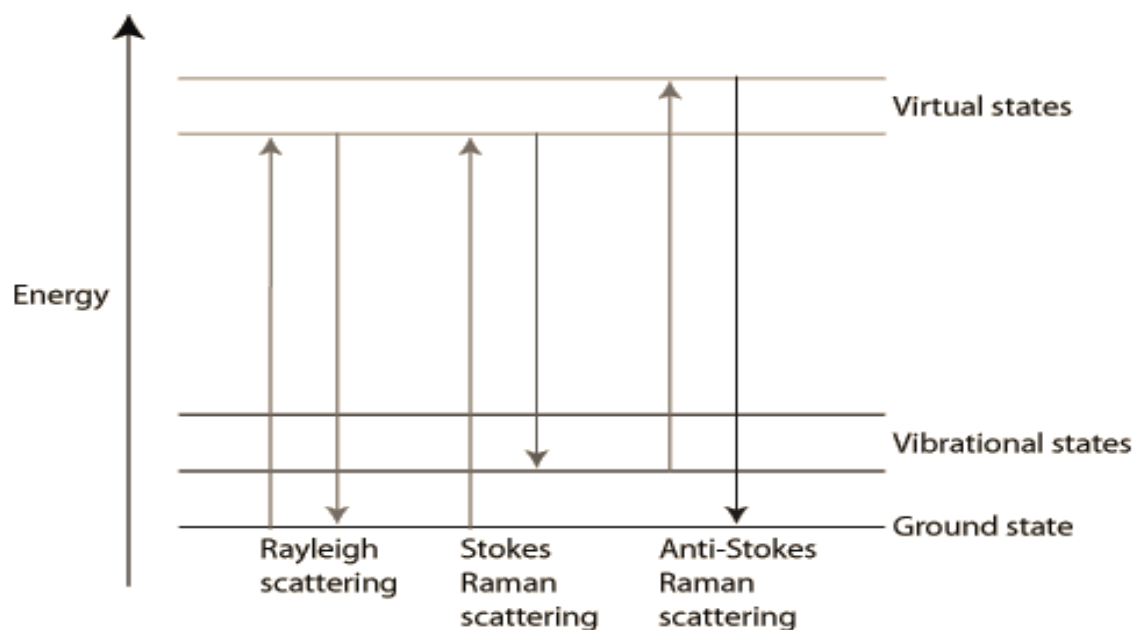 Virtual states
Energy
Vibrational states
Ground state
Rayleigh
scattering
Stokes
Raman
scattering
Anti-Stokes
Raman
scattering